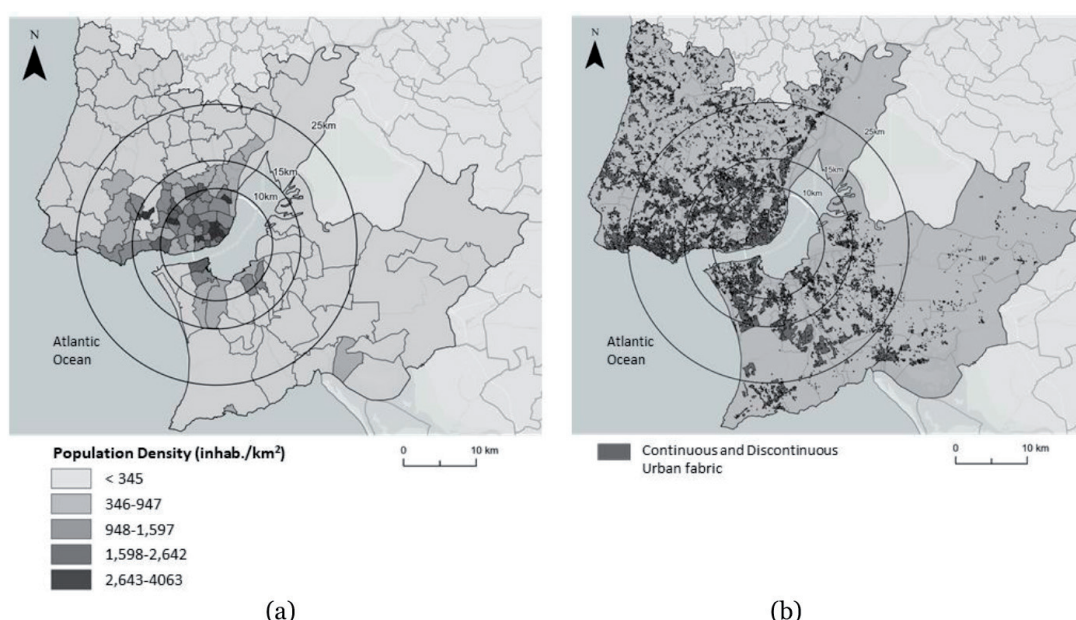 N
25km
15km
10km
Atlantic
Ocean
Population Density (inhab./km²)
< 345
346-947
948-1,597
1,598-2,642
2,643-4063
0 10 km
(a)
N
25km
15km
10km
Atlantic
Ocean
Continuous and Discontinuous
Urban fabric
0 10 km
(b)